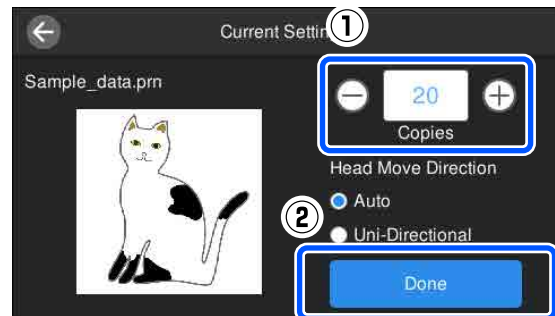 Current Settin
①
Sample_data.prn
20
Copies
Head Move Direction
Auto
②
Uni-Directional
Done